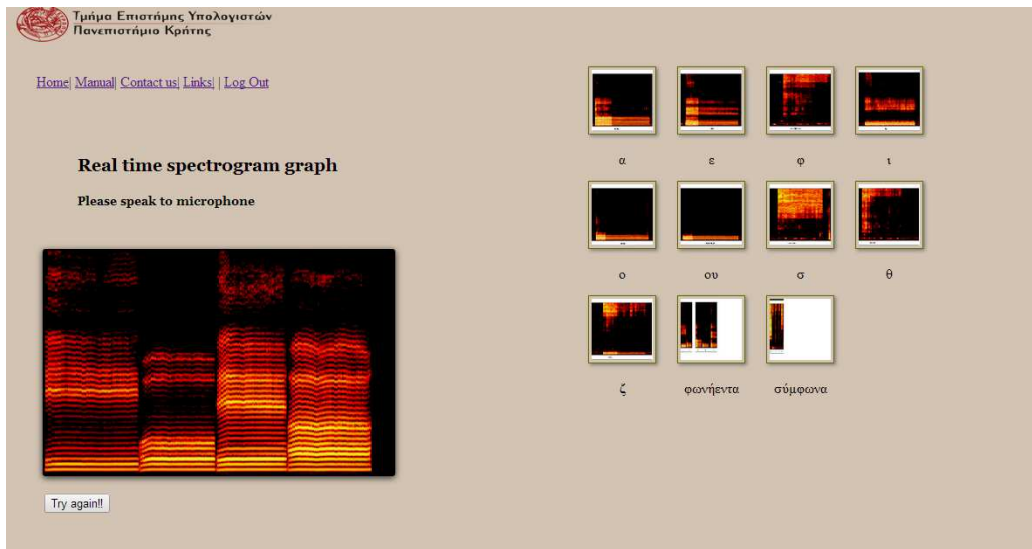 Τμήμα Επιστήμης Υπολογιστών
Πανεπιστήμιο Κρήτης
Home| Manual| Contact us| Links| | Log Out
Real time spectrogram graph
Please speak to microphone
Try again!!
α ε φ ι
ο ου σ θ
ζ φωνήεντα σύμφωνα